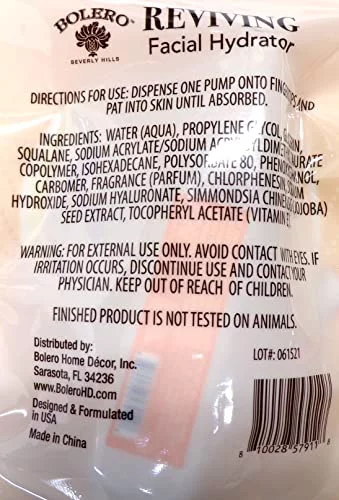 BOLERO
BEVERLY HILLS
REVIVING
Facial Hydrator
DIRECTIONS FOR USE: DISPENSE ONE PUMP ONTO AND
PAT INTO SKIN UNTIL ABSORBED.
INGREDIENTS: WATER (AQUA), PROPYLENE GLYCOL,
SQUALANE, SODIUM ACRYLATE/SODIUM
COPOLYMER, ISOHEXADECANE, POLYSORBATE 80,
CARBOMER, FRAGRANCE (PARFUM), CHLORPHENESIN,
HYDROXIDE, SODIUM HYALURONATE, SIMMONDSIA (JOJOBA)
SEED EXTRACT, TOCOPHERYL ACETATE (VITAMIN E)
WARNING: FOR EXTERNAL USE ONLY. AVOID CONTACT WITH EYES. IF
IRRITATION OCCURS, DISCONTINUE USE AND CONTACT YOUR
PHYSICIAN. KEEP OUT OF REACH OF CHILDREN.
FINISHED PRODUCT IS NOT TESTED ON ANIMALS.
Distributed by:
Bolero Home Décor, Inc.
Sarasota, FL 34236
www.BoleroHD.com
Designed & Formulated
in USA
Made in China
LOT#: 061521
8 10028 57911 8